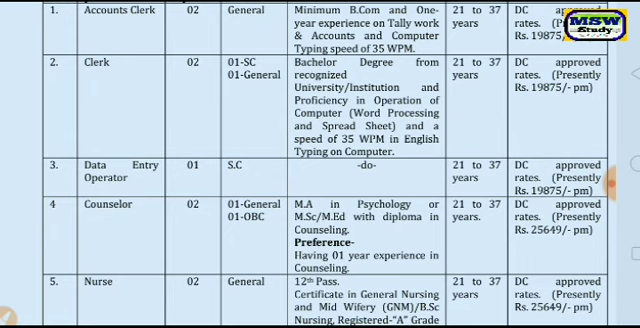 1. Accounts Clerk 02 General Minimum B.Com and One- 21 to 37 DC approved
year experience on Tally work years rates.
& Accounts and Computer Rs. 19875/-
Typing speed of 35 WPM.
MSW
Study
2. Clerk 02 01-SC Bachelor Degree from 21 to 37 DC approved
01-General recognized years rates. (Presently
University/Institution and Rs. 19875/- pm)
Proficiency in Operation of
Computer (Word Processing
and Spread Sheet) and a
speed of 35 WPM in English
Typing on Computer.
3. Data Entry 01 S.C -do- 21 to 37 DC approved
Operator years rates. (Presently
Rs. 19875/- pm)
4 Counselor 02 01-General M.A in Psychology or 21 to 37 DC approved
01-OBC M.Sc/M.Ed with diploma in years. rates. (Presently
Counseling. Rs. 25649/- pm)
Preference-
Having 01 year experience in
Counseling.
5. Nurse 02 General 12th Pass. 21 to 37 DC approved
Certificate in General Nursing years rates. (Presently
and Mid Wifery (GNM)/B.Sc Rs. 25649/- pm)
Nursing, Registered-"A" Grade